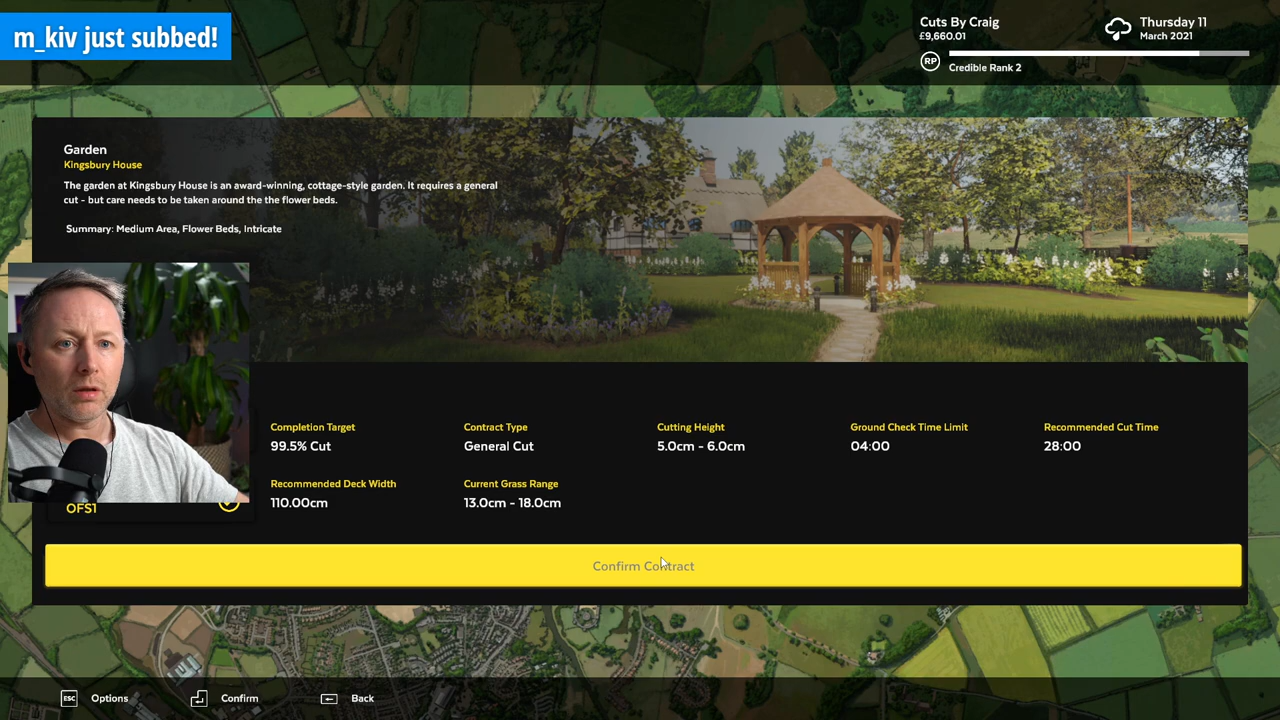 m_kiv just subbed!
Cuts By Craig
£9,660.01
Thursday 11
March 2021
RP
Credible Rank 2
Garden
Kingsbury House
The garden at Kingsbury House is an award-winning, cottage-style garden. It requires a general
cut - but care needs to be taken around the the flower beds.
Summary: Medium Area, Flower Beds, Intricate
Completion Target
99.5% Cut
Contract Type
General Cut
Cutting Height
5.0cm - 6.0cm
Ground Check Time Limit
04:00
Recommended Cut Time
28:00
Recommended Deck Width
110.00cm
Current Grass Range
13.0cm - 18.0cm
OFS1
Confirm Contract
ESC Options
Confirm
Back